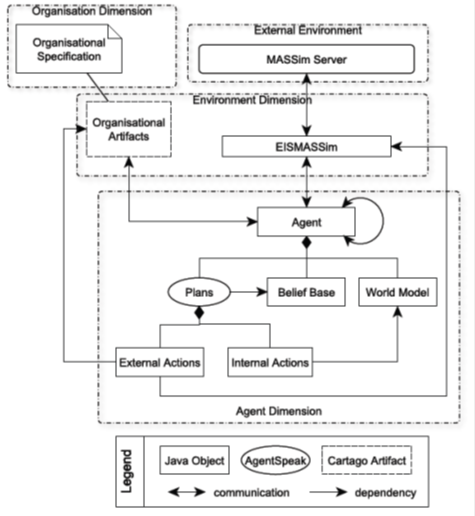 Organisation Dimension
Organisational
Specification
External Environment
MASSim Server
Environment Dimension
Organisational
Artifacts
EISMASSim
Agent
Plans
Belief Base
World Model
External Actions
Internal Actions
Agent Dimension
Legend
Java Object
AgentSpeak
Cartago Artifact
communication
dependency